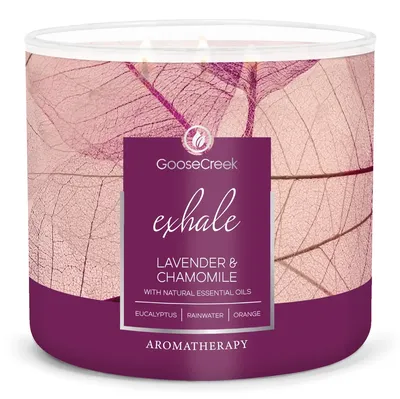 GooseCreek
exhale
LAVENDER &
CHAMOMILE
WITH NATURAL ESSENTIAL OILS
EUCALYPTUS | RAINWATER | ORANGE
AROMATHERAPY